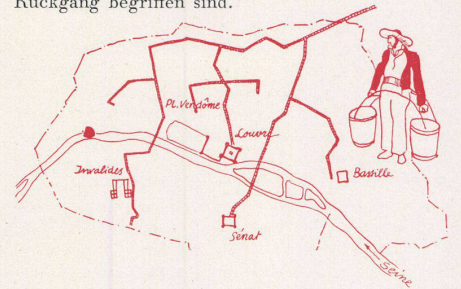 Rückgang begriffen sind.
Pl. Vendôme
Louvre
Invalides
Bastille
Sénat
Seine